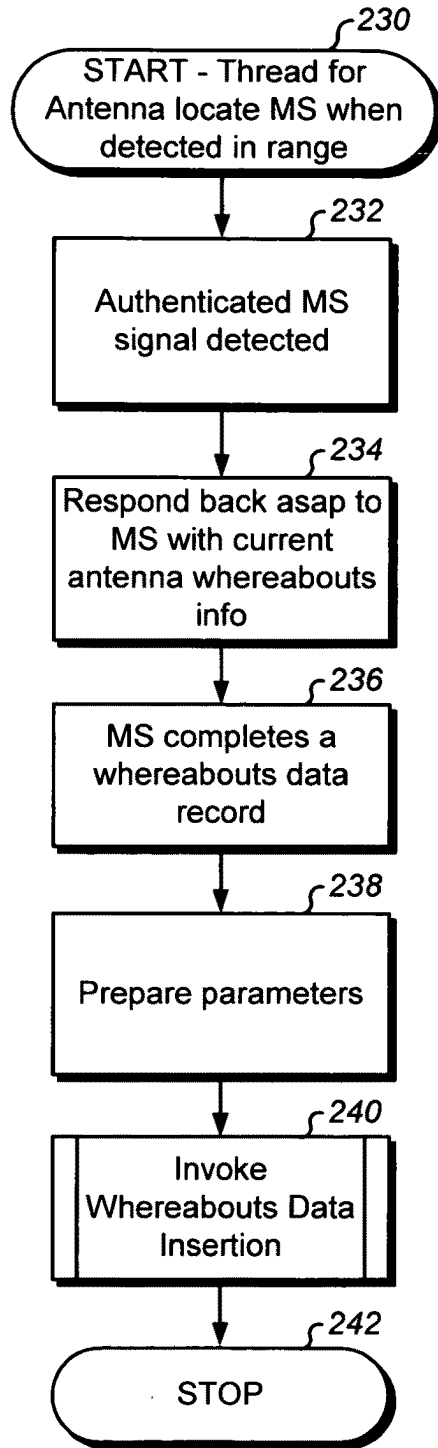 230
START - Thread for
Antenna locate MS when
detected in range
232
Authenticated MS
signal detected
234
Respond back asap to
MS with current
antenna whereabouts
info
236
MS completes a
whereabouts data
record
238
Prepare parameters
240
Invoke
Whereabouts Data
Insertion
242
STOP